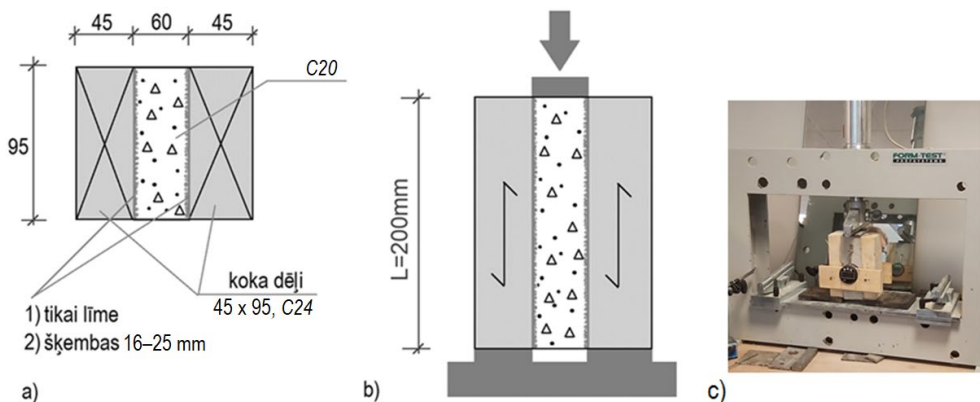 45 60 45
C20
95
koka dēļi
45 x 95, C24
1) tikai līme
2) šķembas 16–25 mm
a)
L=200mm
b)
FORM+TEST
c)